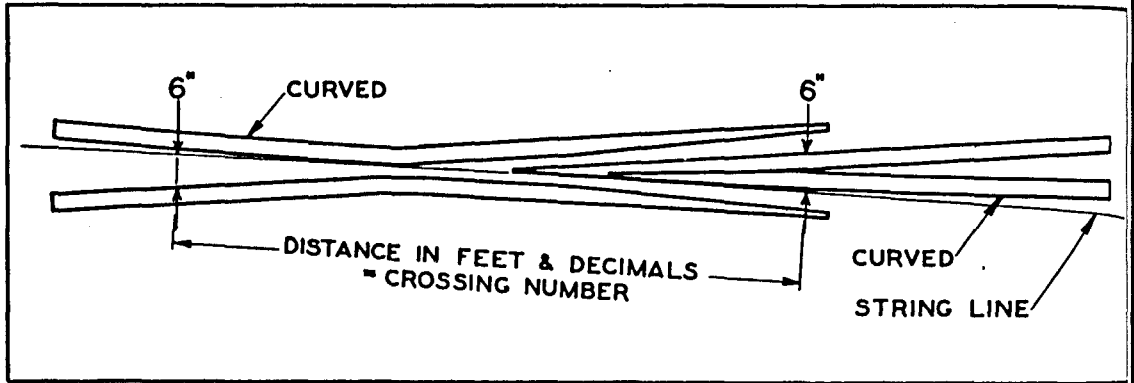 6"
CURVED
6"
DISTANCE IN FEET & DECIMALS
= CROSSING NUMBER
CURVED
STRING LINE